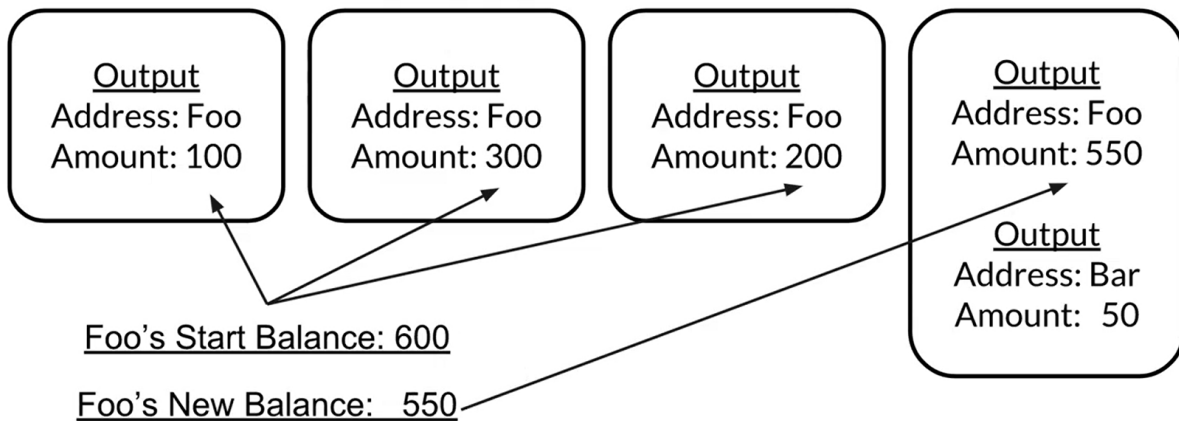 Output
Address: Foo
Amount: 100
Output
Address: Foo
Amount: 300
Output
Address: Foo
Amount: 200
Output
Address: Foo
Amount: 550
Output
Address: Bar
Amount: 50
Foo’s Start Balance: 600
Foo’s New Balance: 550